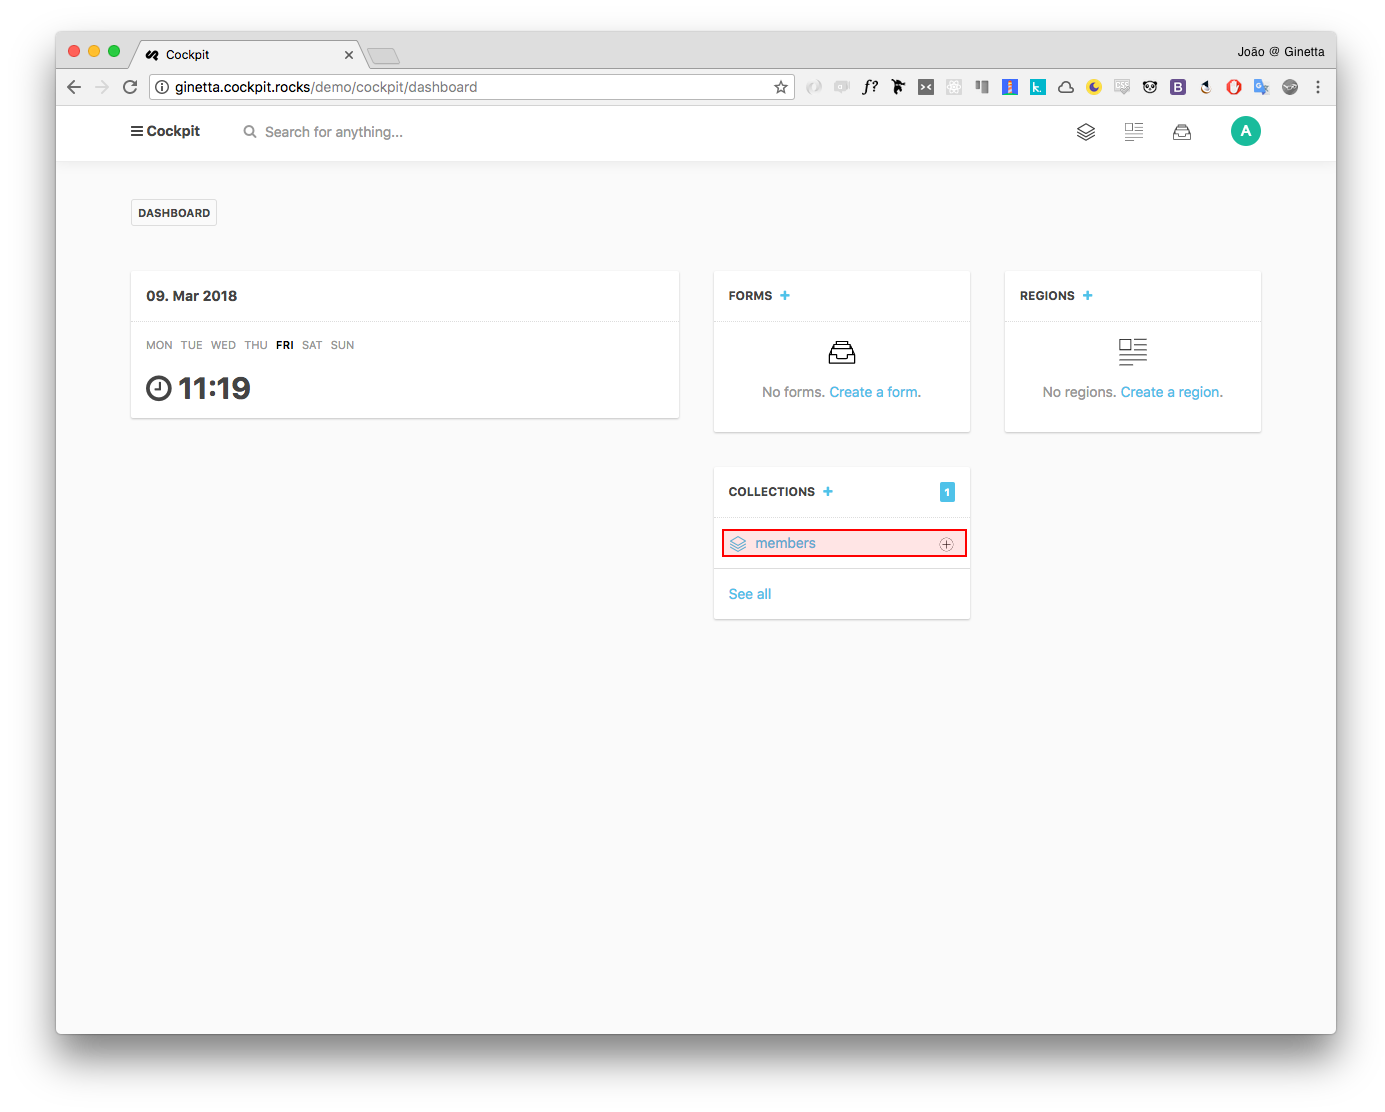 Cockpit
João @ Ginetta
ginetta.cockpit.rocks/demo/cockpit/dashboard
f?
k.
B
Cockpit
Search for anything...
A
DASHBOARD
09. Mar 2018
MON TUE WED THU FRI SAT SUN
11:19
FORMS +
No forms. Create a form.
REGIONS +
No regions. Create a region.
COLLECTIONS +
1
members
See all